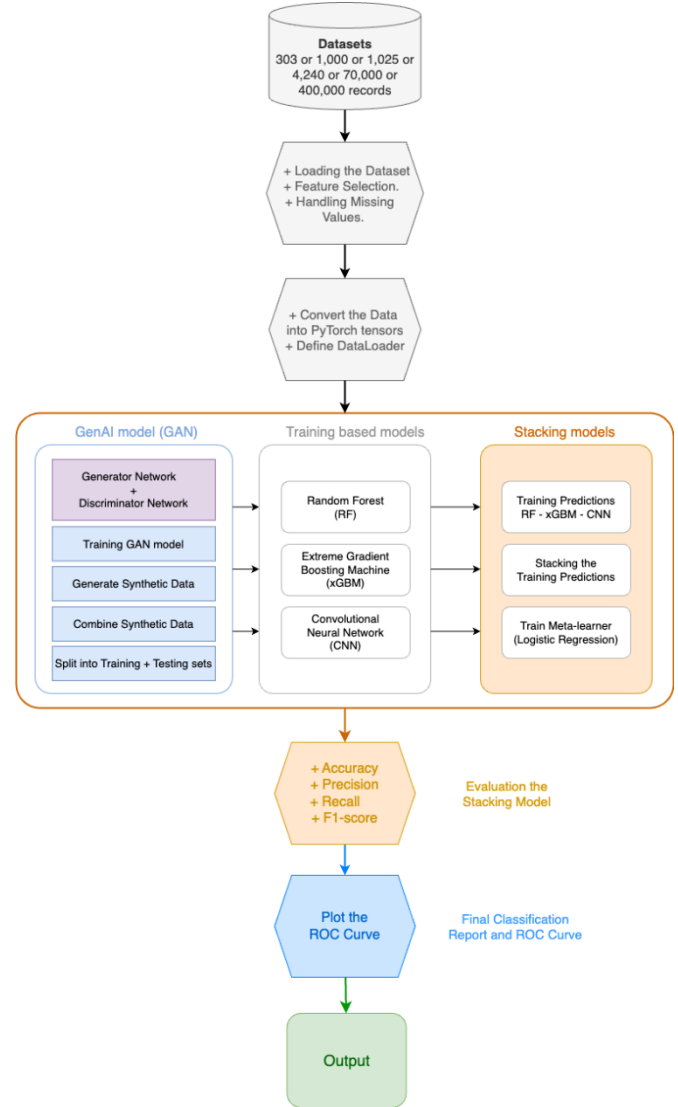 Datasets
303 or 1,000 or 1,025 or
4,240 or 70,000 or
400,000 records
+ Loading the Dataset
+ Feature Selection.
+ Handling Missing
Values.
+ Convert the Data
into PyTorch tensors
+ Define DataLoader
GenAI model (GAN)
Generator Network
+
Discriminator Network
Training GAN model
Generate Synthetic Data
Combine Synthetic Data
Split into Training + Testing sets
Training based models
Random Forest
(RF)
Extreme Gradient
Boosting Machine
(xGBM)
Convolutional
Neural Network
(CNN)
Stacking models
Training Predictions
RF - xGBM - CNN
Stacking the
Training Predictions
Train Meta-learner
(Logistic Regression)
+ Accuracy
+ Precision
+ Recall
+ F1-score
Evaluation the
Stacking Model
Plot the
ROC Curve
Final Classification
Report and ROC Curve
Output